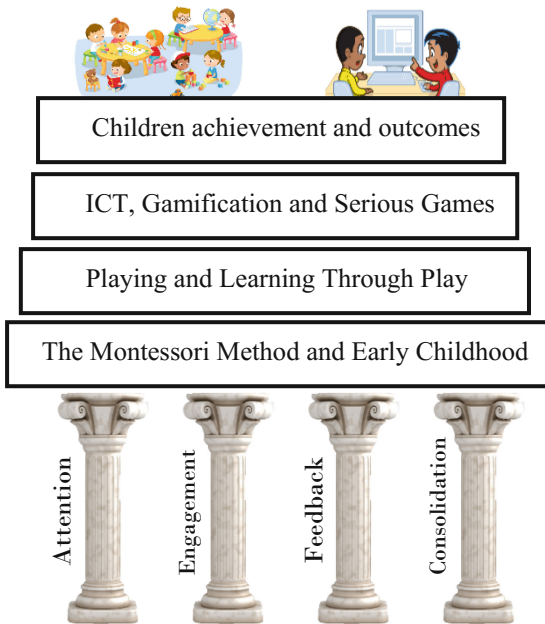 Children achievement and outcomes
ICT, Gamification and Serious Games
Playing and Learning Through Play
The Montessori Method and Early Childhood
Attention
Engagement
Feedback
Consolidation